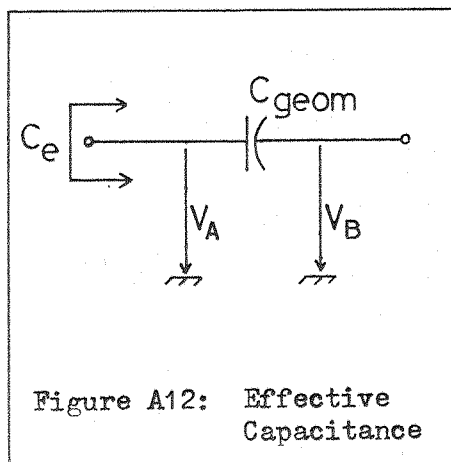 C_geom
C_e
V_A
V_B
Figure A12: Effective
Capacitance